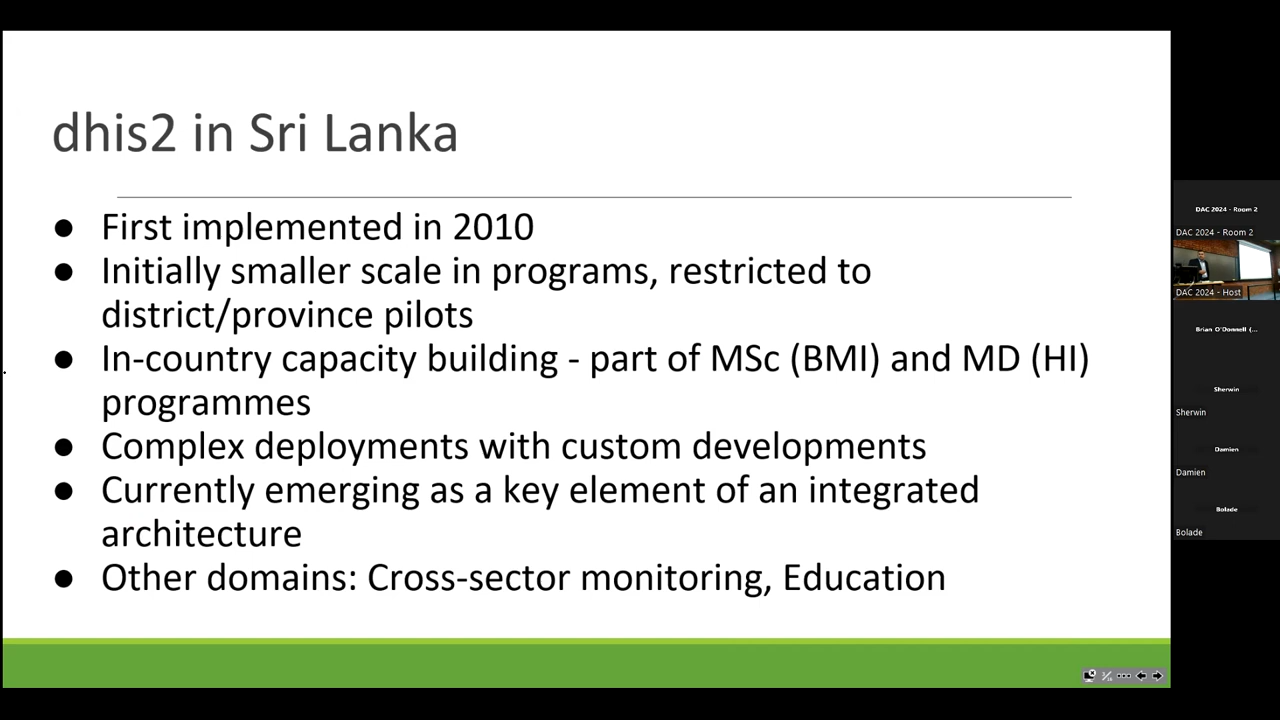 dhis2 in Sri Lanka
● First implemented in 2010
● Initially smaller scale in programs, restricted to
district/province pilots
● In-country capacity building - part of MSc (BMI) and MD (HI)
programmes
● Complex deployments with custom developments
● Currently emerging as a key element of an integrated
architecture
● Other domains: Cross-sector monitoring, Education
DAC 2024 - Room 2
DAC 2024 - Room 2
DAC 2024 - Host
Brian O'Donnell (...
Sherwin
Sherwin
Damien
Damien
Bolade
Bolade